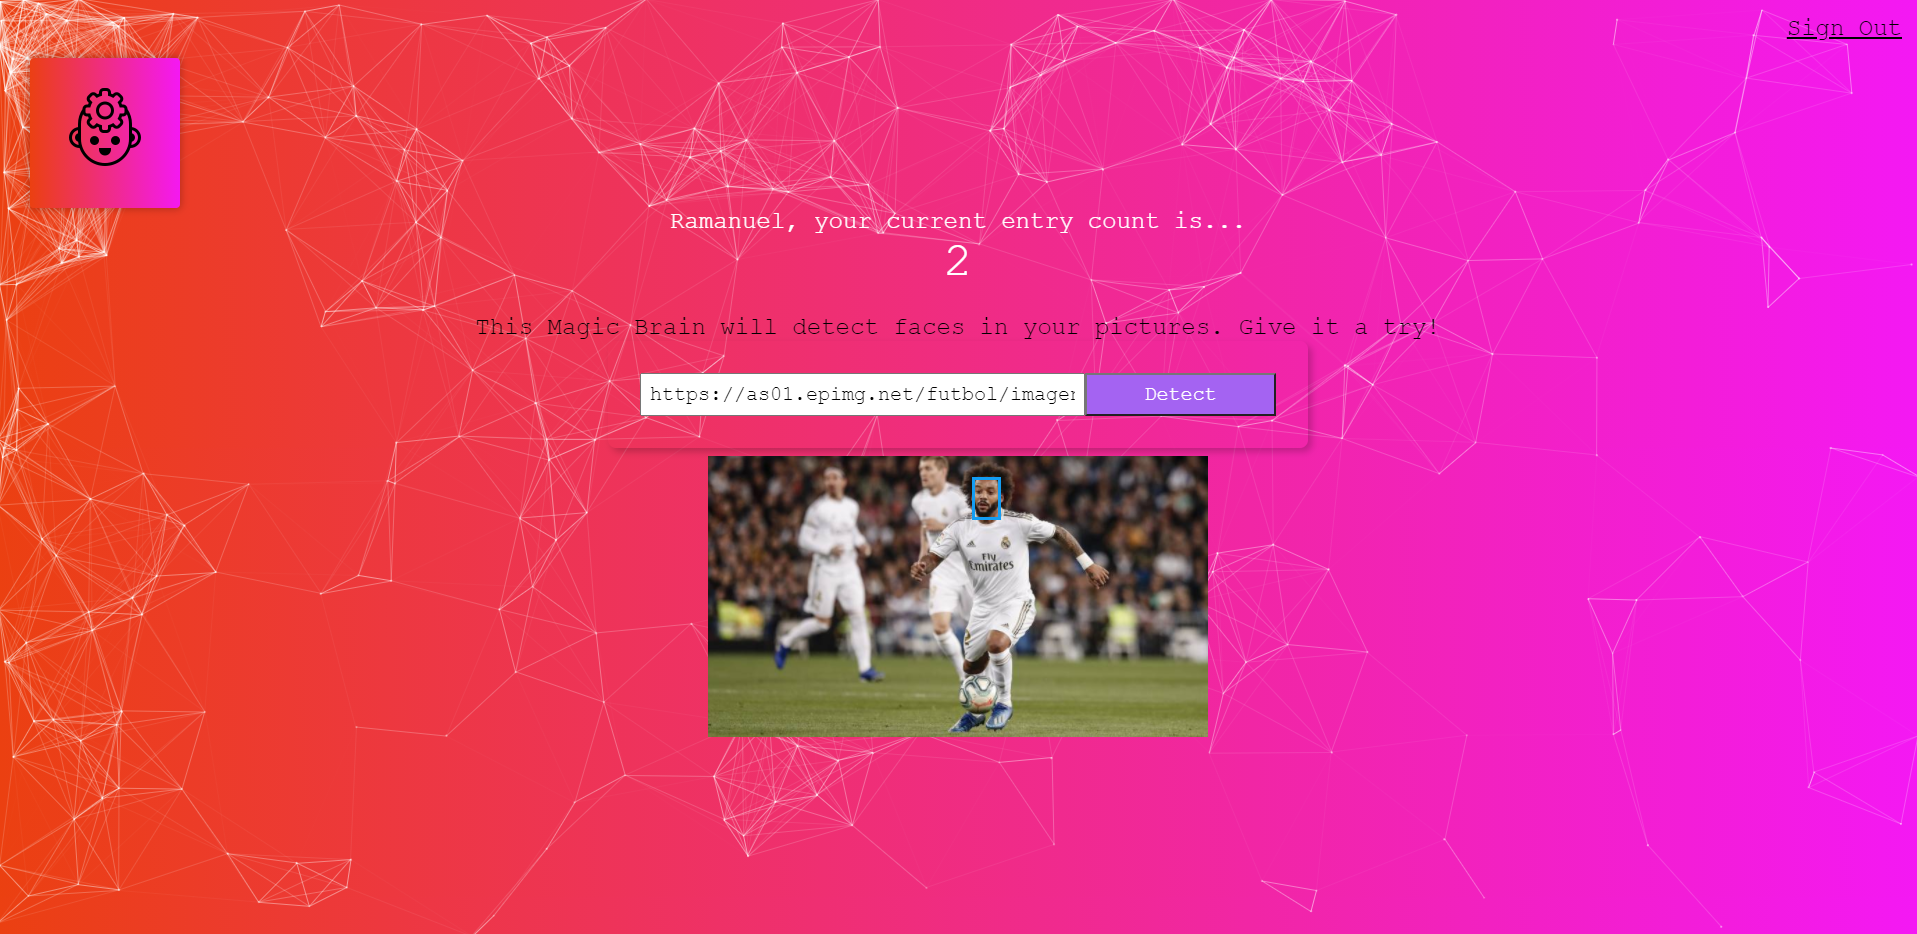 Sign Out
Ramanuel, your current entry count is...
2
This Magic Brain will detect faces in your pictures. Give it a try!
https://as01.epimg.net/futbol/imagen
Detect
Fly
Emirates